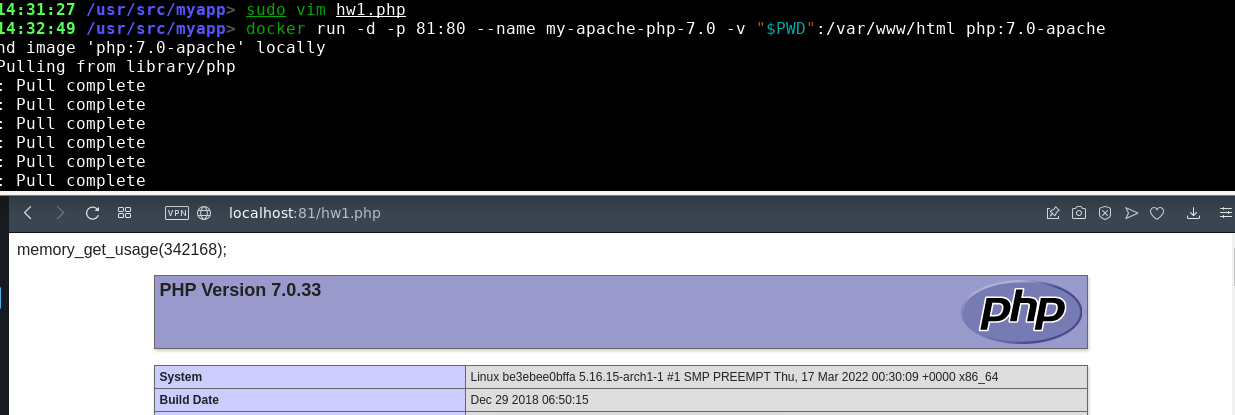 14:31:27 /usr/src/myapp> sudo vim hw1.php
14:32:49 /usr/src/myapp> docker run -d -p 81:80 --name my-apache-php-7.0 -v "$PWD":/var/www/html php:7.0-apache
nd image 'php:7.0-apache' locally
Pulling from library/php
: Pull complete
: Pull complete
: Pull complete
: Pull complete
: Pull complete
: Pull complete
VPN localhost:81/hw1.php
memory_get_usage(342168);
PHP Version 7.0.33
php
System Linux be3ebee0bffa 5.16.15-arch1-1 #1 SMP PREEMPT Thu, 17 Mar 2022 00:30:09 +0000 x86_64
Build Date Dec 29 2018 06:50:15